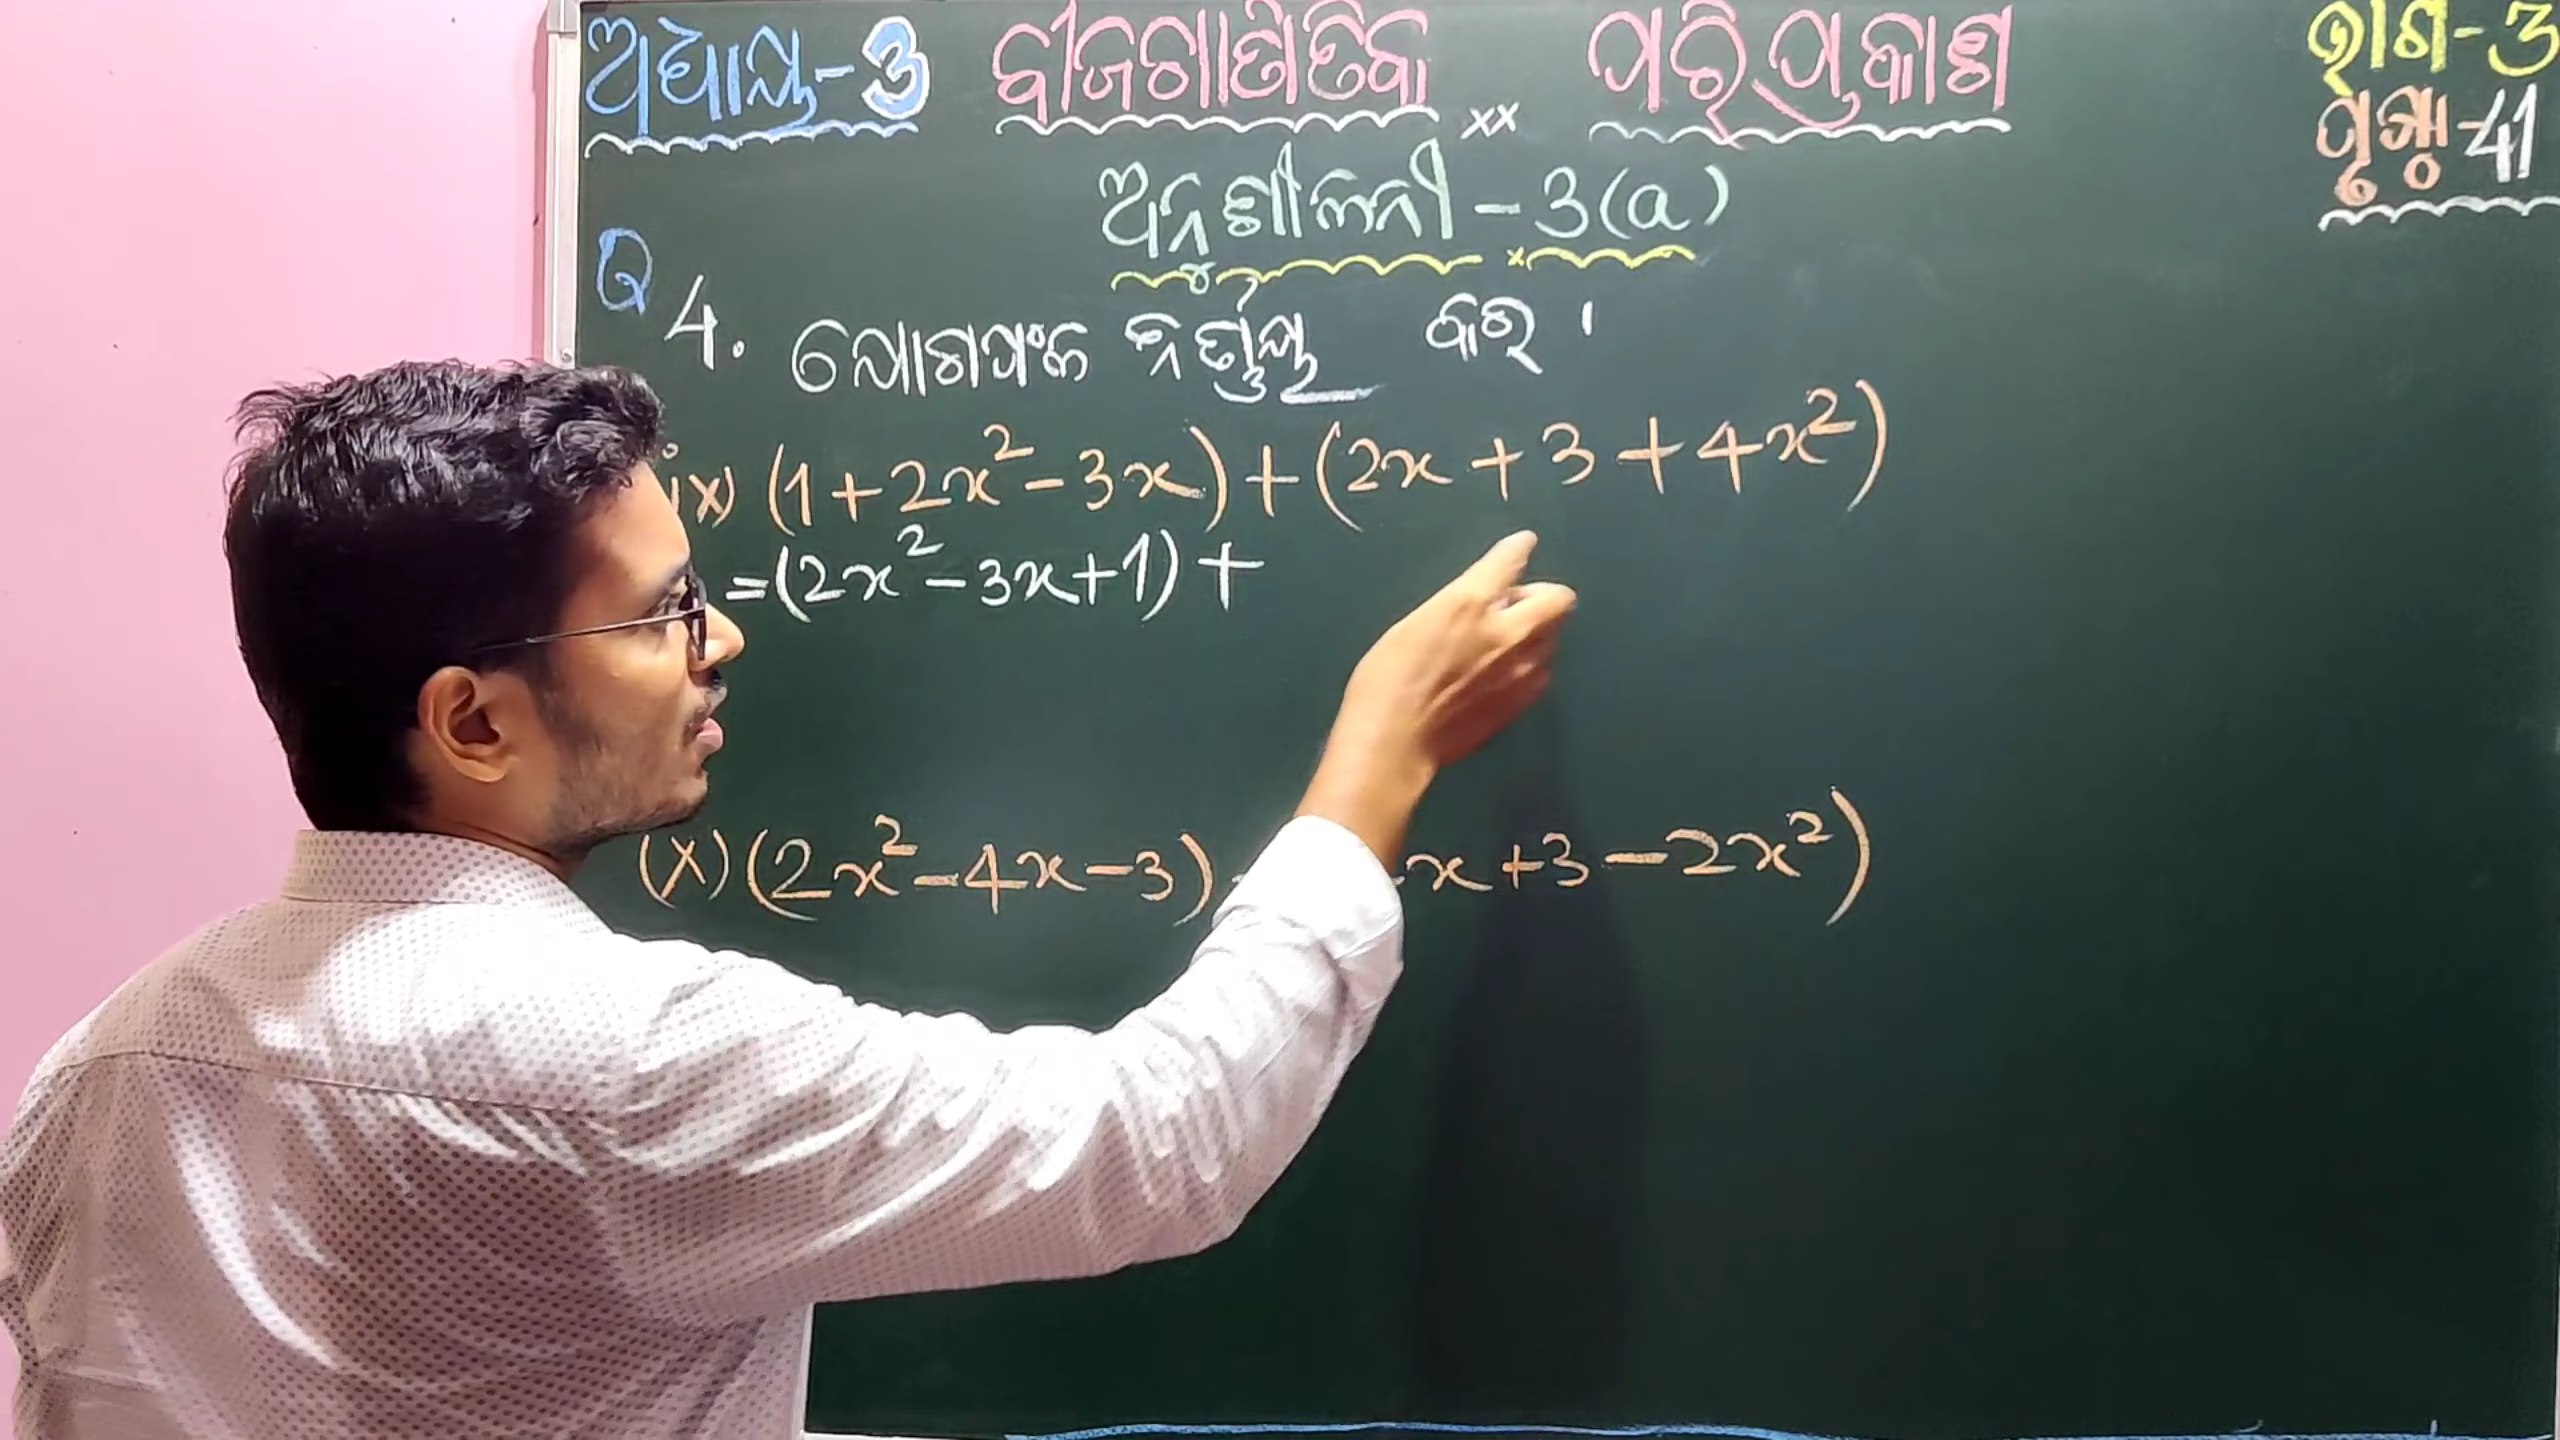 ଅଧ୍ୟାୟ-3 ବୀଜଗାଣିତିକ ପରିପ୍ରକାଶ ଭାଗ-3
xx ପୃଷ୍ଠା-41
ଅନୁଶୀଳନୀ-3(a)
Q 4. ଯୋଗଫଳ ନିର୍ଣ୍ଣୟ କର ।
ix) (1+2x²-3x)+(2x+3+4x²)
=(2x²-3x+1)+
(x) (2x²-4x-3) x+3-2x²)